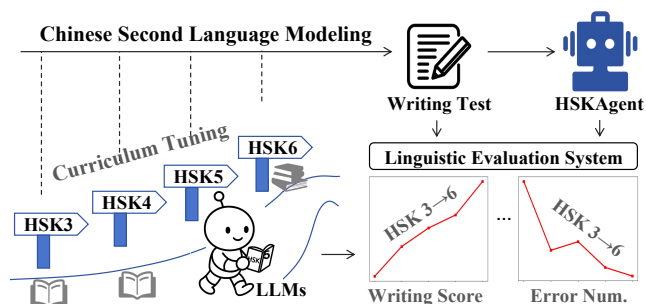 Chinese Second Language Modeling
Writing Test
HSKAgent
Curriculum Tuning
HSK3
HSK4
HSK5
HSK6
HSK
LLMs
Linguistic Evaluation System
HSK 3→6
...
HSK 3→6
Writing Score
Error Num.